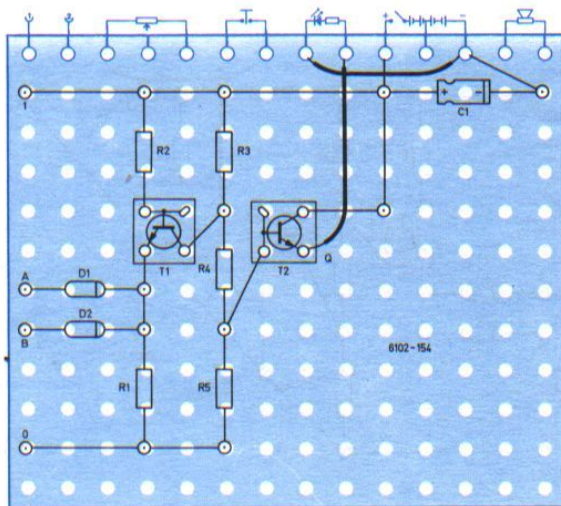 + -
1
+ -
C1
R2
R3
T1
R4
T2
Q
A
D1
B
D2
6102-154
R1
R5
0